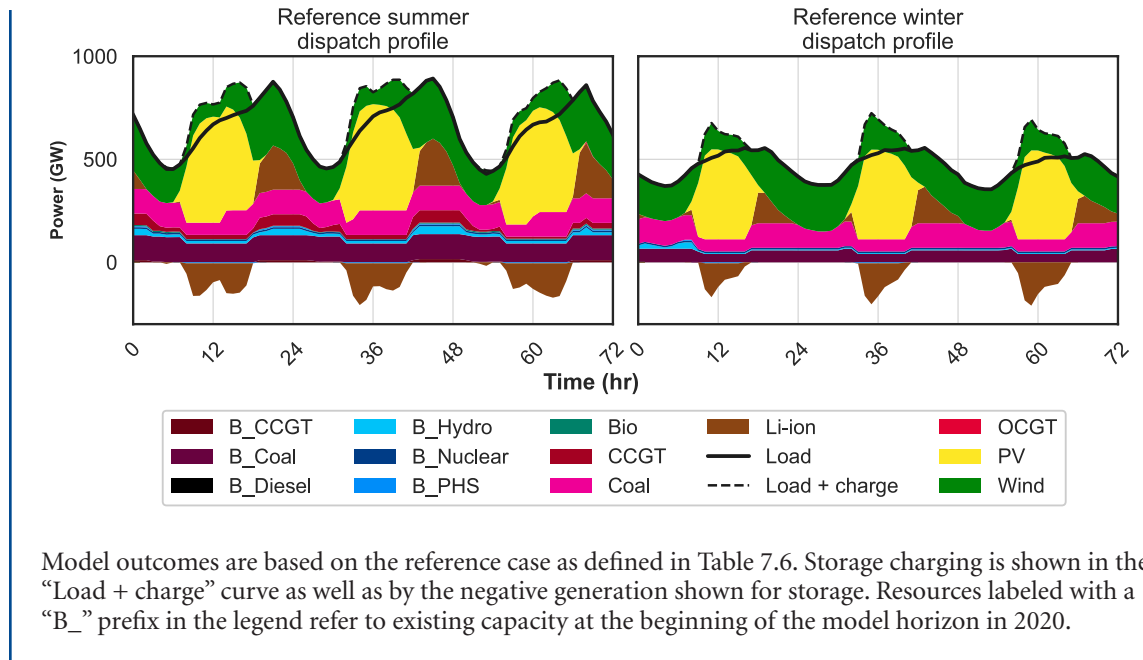 Reference summer
dispatch profile
Reference winter
dispatch profile
Power (GW)
1000
500
0
0
12
24
36
48
60
72
0
12
24
36
48
60
72
Time (hr)
B_CCGT
B_Hydro
Bio
Li-ion
OCGT
B_Coal
B_Nuclear
CCGT
Load
PV
B_Diesel
B_PHS
Coal
Load + charge
Wind
Model outcomes are based on the reference case as defined in Table 7.6. Storage charging is shown in the
“Load + charge” curve as well as by the negative generation shown for storage. Resources labeled with a
“B_” prefix in the legend refer to existing capacity at the beginning of the model horizon in 2020.